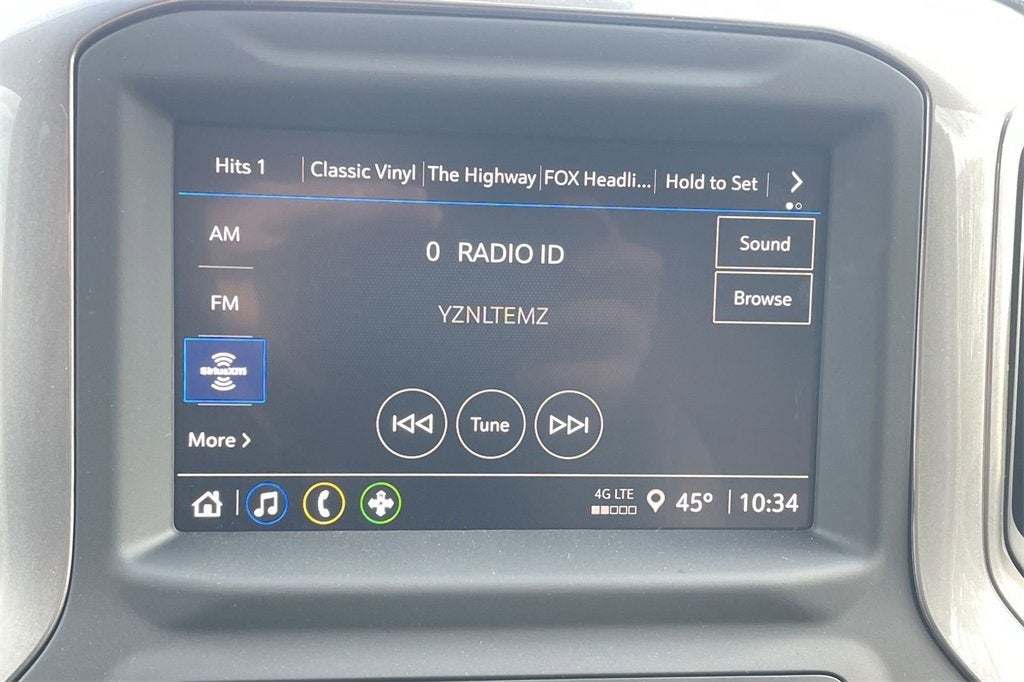 Hits 1 Classic Vinyl The Highway FOX Headli... Hold to Set
AM
FM
SiriusXM
More
0 RADIO ID
YZNLTEMZ
Sound
Browse
Tune
4G LTE
45° 10:34